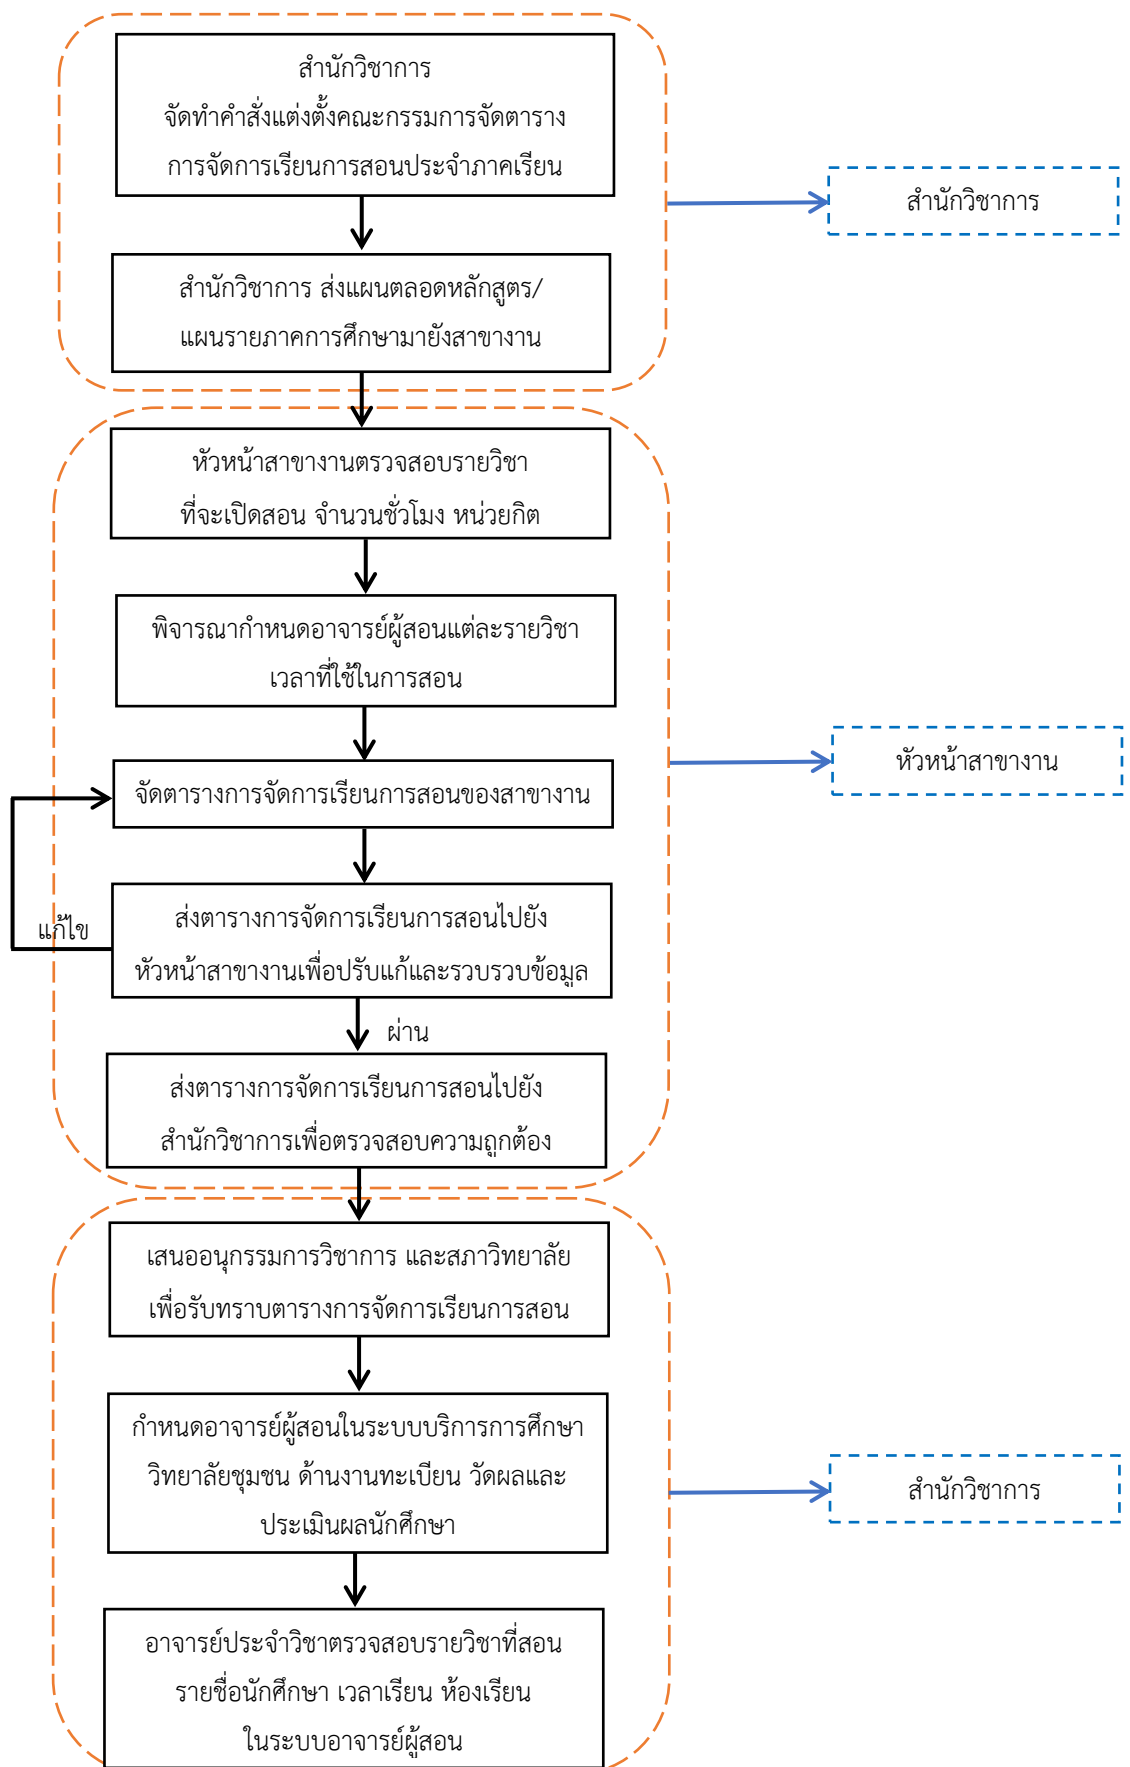 สำนักวิชาการ
จัดทำคำสั่งแต่งตั้งคณะกรรมการจัดตาราง
การจัดการเรียนการสอนประจำภาคเรียน
สำนักวิชาการ
สำนักวิชาการ ส่งแผนตลอดหลักสูตร/
แผนรายภาคการศึกษามายังสาขางาน
หัวหน้าสาขางานตรวจสอบรายวิชา
ที่จะเปิดสอน จำนวนชั่วโมง หน่วยกิต
พิจารณากำหนดอาจารย์ผู้สอนแต่ละรายวิชา
เวลาที่ใช้ในการสอน
หัวหน้าสาขางาน
จัดตารางการจัดการเรียนการสอนของสาขางาน
แก้ไข
ส่งตารางการจัดการเรียนการสอนไปยัง
หัวหน้าสาขางานเพื่อปรับแก้และรวบรวบข้อมูล
ผ่าน
ส่งตารางการจัดการเรียนการสอนไปยัง
สำนักวิชาการเพื่อตรวจสอบความถูกต้อง
เสนออนุกรรมการวิชาการ และสภาวิทยาลัย
เพื่อรับทราบตารางการจัดการเรียนการสอน
กำหนดอาจารย์ผู้สอนในระบบบริการการศึกษา
วิทยาลัยชุมชน ด้านงานทะเบียน วัดผลและ
ประเมินผลนักศึกษา
สำนักวิชาการ
อาจารย์ประจำวิชาตรวจสอบรายวิชาที่สอน
รายชื่อนักศึกษา เวลาเรียน ห้องเรียน
ในระบบอาจารย์ผู้สอน